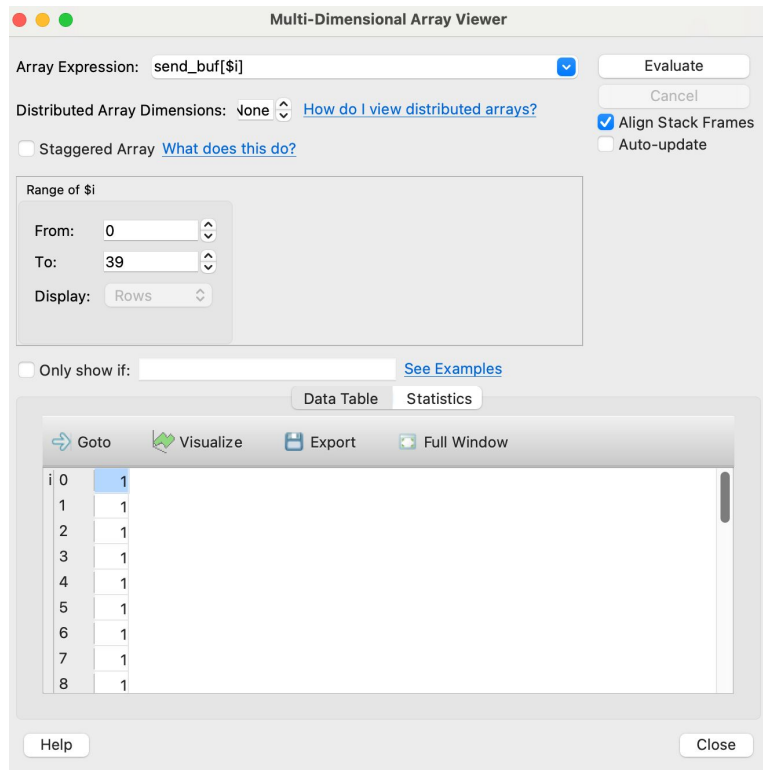 Multi-Dimensional Array Viewer
Array Expression: send_buf[$i]
Evaluate
Cancel
Distributed Array Dimensions: None How do I view distributed arrays?
Align Stack Frames
Auto-update
Staggered Array What does this do?
Range of $i
From: 0
To: 39
Display: Rows
Only show if: See Examples
Data Table Statistics
Goto Visualize Export Full Window
i 0 1
1 1
2 1
3 1
4 1
5 1
6 1
7 1
8 1
Help Close